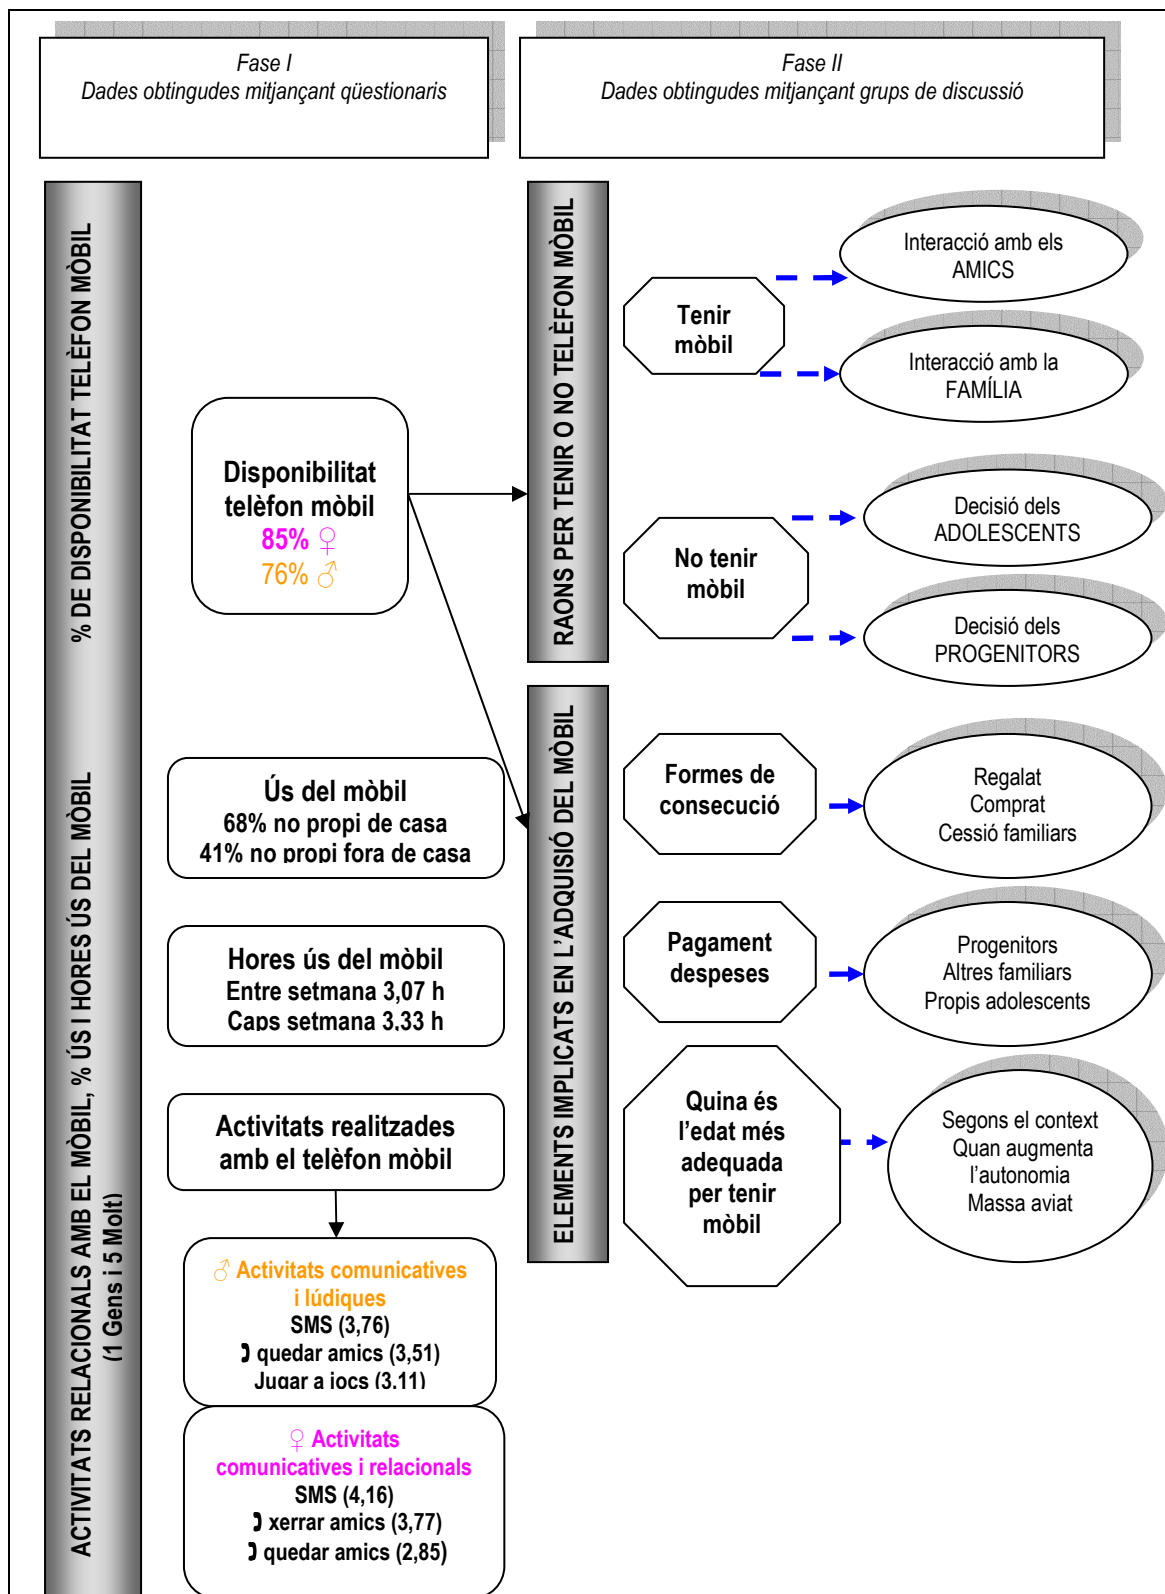 Fase I
Dades obtingudes mitjançant qüestionaris
Fase II
Dades obtingudes mitjançant grups de discussió
% DE DISPONIBILITAT TELÈFON MÒBIL
Disponibilitat
telèfon mòbil
85% ♀
76% ♂
RAONS PER TENIR O NO TELÈFON MÒBIL
Tenir
mòbil
Interacció amb els
AMICS
Interacció amb la
FAMÍLIA
No tenir
mòbil
Decisió dels
ADOLESCENTS
Decisió dels
PROGENITORS
ACTIVITATS RELACIONALS AMB EL MÒBIL, % ÚS I HORES ÚS DEL MÒBIL
(1 Gens i 5 Molt)
Ús del mòbil
68% no propi de casa
41% no propi fora de casa
Hores ús del mòbil
Entre setmana 3,07 h
Caps setmana 3,33 h
Activitats realitzades
amb el telèfon mòbil
♂ Activitats comunicatives
i lúdiques
SMS (3,76)
quedar amics (3,51)
Jugar a jocs (3,11)
♀ Activitats
comunicatives i relacionals
SMS (4,16)
xerrar amics (3,77)
quedar amics (2,85)
ELEMENTS IMPLICATS EN L'ADQUISIÓ DEL MÒBIL
Formes de
consecució
Regalat
Comprat
Cessió familiars
Pagament
despeses
Progenitors
Altres familiars
Propis adolescents
Quina és
l'edat més
adequada
per tenir
mòbil
Segons el context
Quan augmenta
l'autonomia
Massa aviat